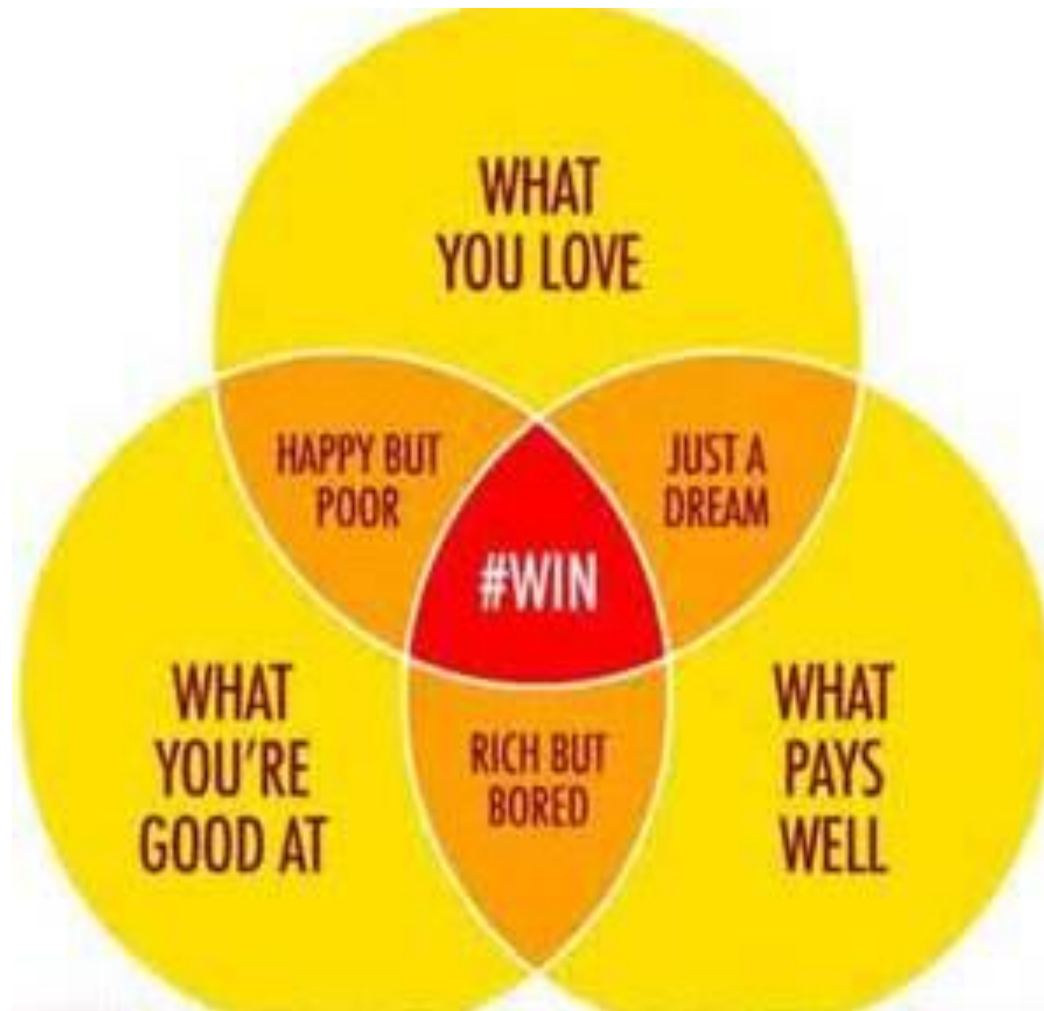 WHAT
YOU LOVE
HAPPY BUT
POOR
JUST A
DREAM
#WIN
WHAT
YOU'RE
GOOD AT
RICH BUT
BORED
WHAT
PAYS
WELL